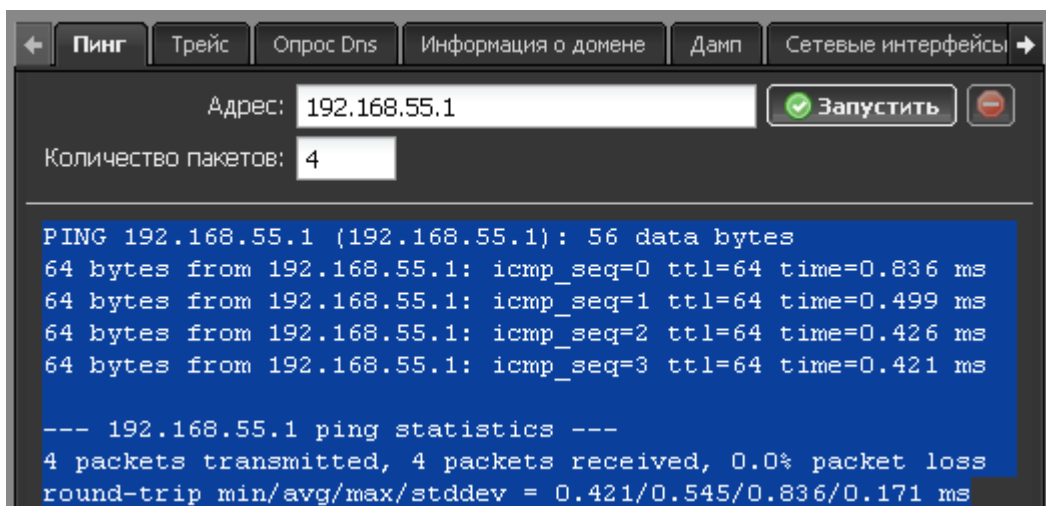 Пинг Трейс Опрос Dns Информация о домене Дамп Сетевые интерфейсы
Адрес: 192.168.55.1 Запустить
Количество пакетов: 4
PING 192.168.55.1 (192.168.55.1): 56 data bytes
64 bytes from 192.168.55.1: icmp_seq=0 ttl=64 time=0.836 ms
64 bytes from 192.168.55.1: icmp_seq=1 ttl=64 time=0.499 ms
64 bytes from 192.168.55.1: icmp_seq=2 ttl=64 time=0.426 ms
64 bytes from 192.168.55.1: icmp_seq=3 ttl=64 time=0.421 ms
--- 192.168.55.1 ping statistics ---
4 packets transmitted, 4 packets received, 0.0% packet loss
round-trip min/avg/max/stddev = 0.421/0.545/0.836/0.171 ms